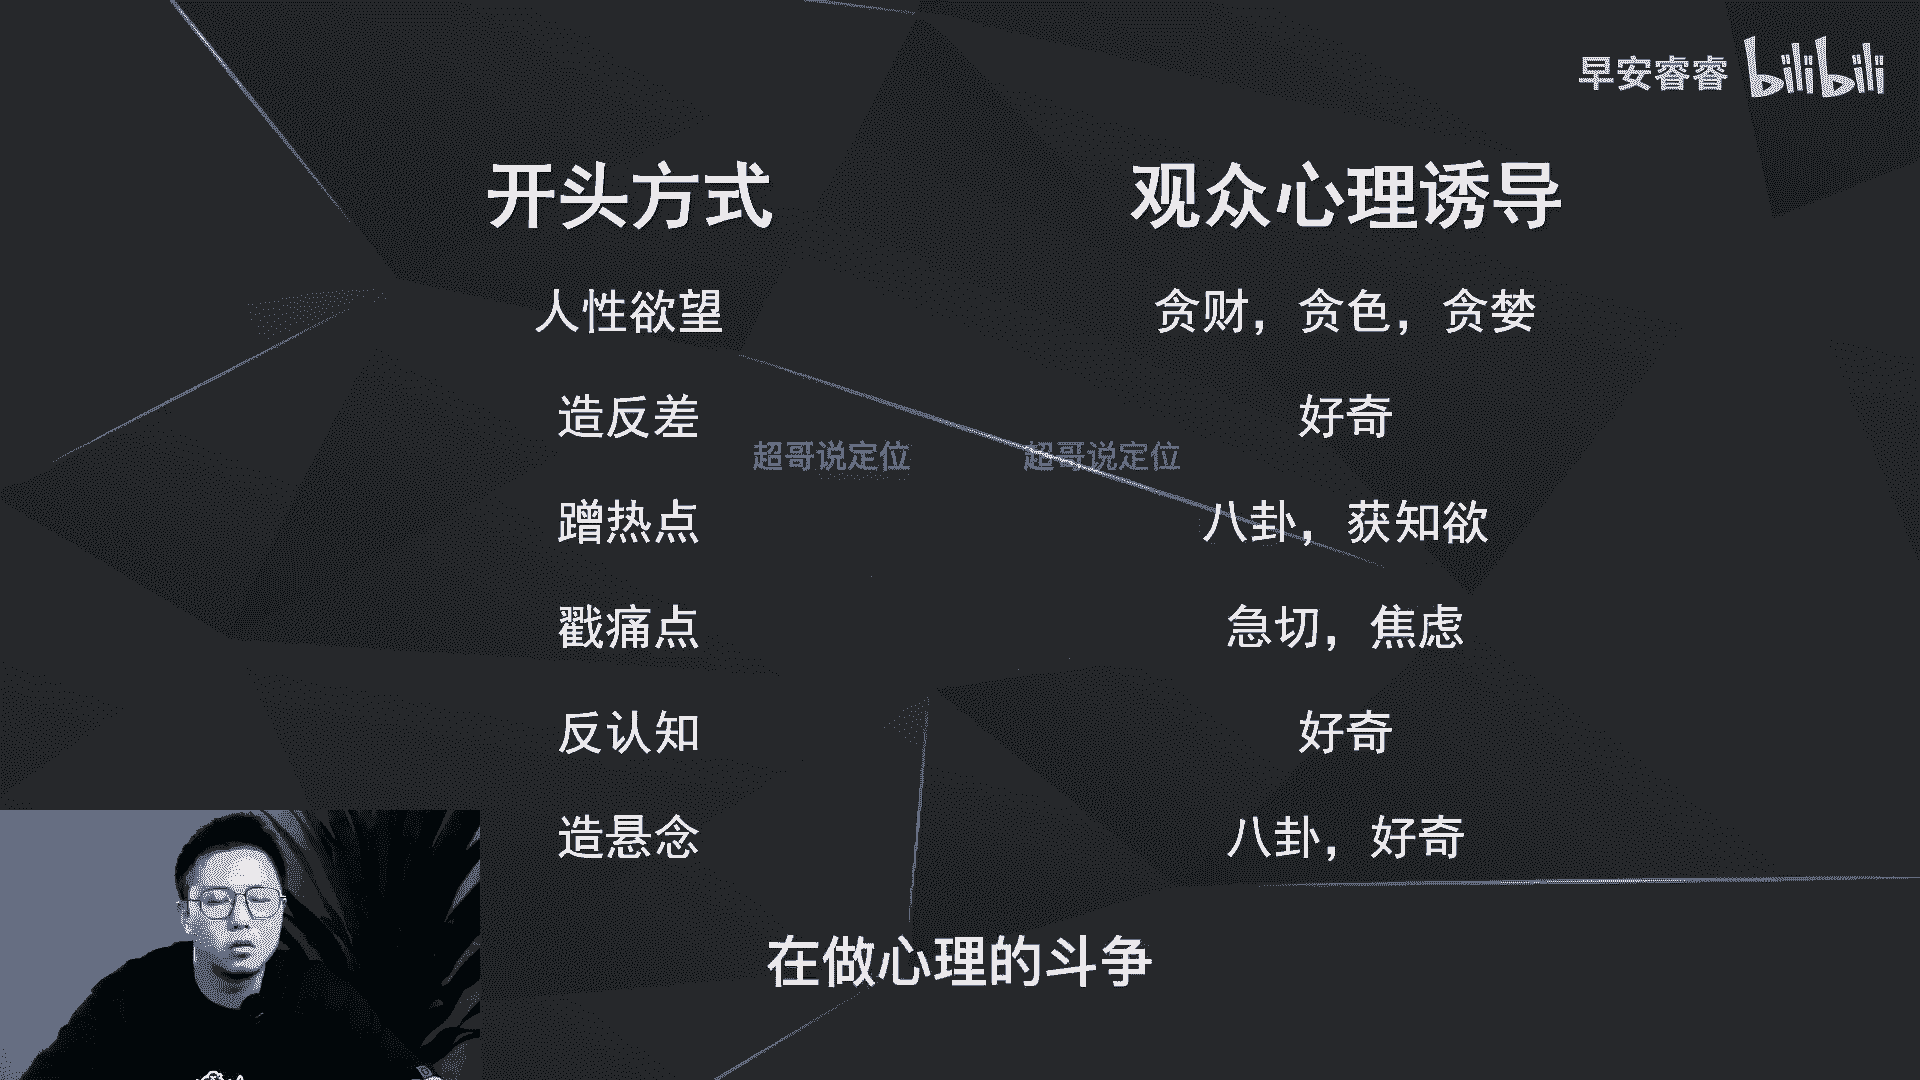 早安睿睿 bilibili
开头方式 观众心理诱导
人性欲望 贪财，贪色，贪婪
造反差 好奇
超哥说定位 超哥说定位
蹭热点 八卦，获知欲
戳痛点 急切，焦虑
反认知 好奇
造悬念 八卦，好奇
在做心理的斗争